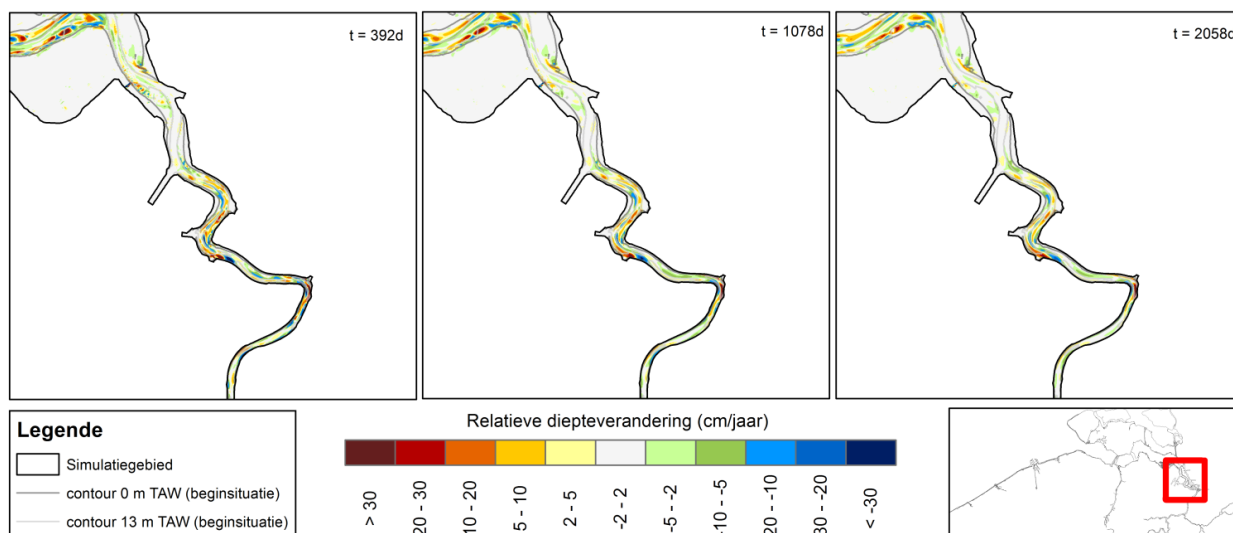 t = 392d
t = 1078d
t = 2058d
Legende
Simulatiegebied
contour 0 m TAW (beginsituatie)
contour 13 m TAW (beginsituatie)
Relatieve diepteverandering (cm/jaar)
> 30
20 - 30
10 - 20
5 - 10
2 - 5
-2 - 2
-5 - -2
-10 - -5
-20 - -10
-30 - -20
< -30